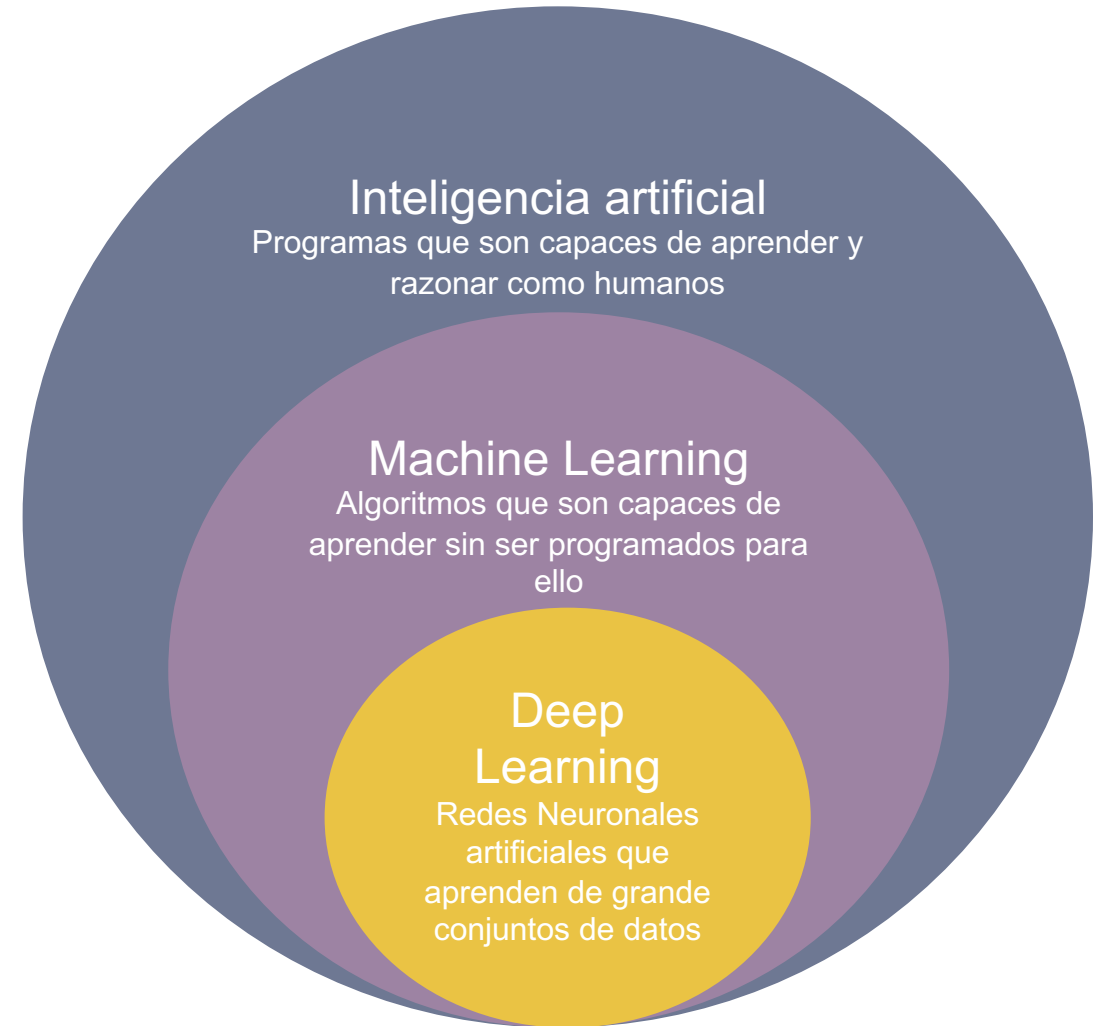 Inteligencia artificial
Programas que son capaces de aprender y
razonar como humanos
Machine Learning
Algoritmos que son capaces de
aprender sin ser programados para
ello
Deep
Learning
Redes Neuronales
artificiales que
aprenden de grande
conjuntos de datos